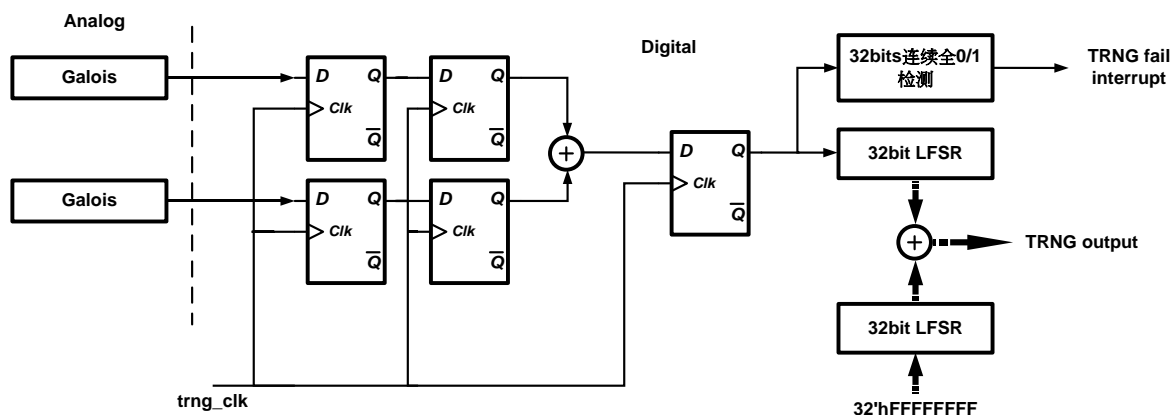 Analog
Digital
Galois
Galois
D
Q
Clk
Q
D
Q
Clk
Q
D
Q
Clk
Q
D
Q
Clk
Q
+
D
Q
Clk
Q
32bits连续全0/1
检测
TRNG fail
interrupt
32bit LFSR
+
TRNG output
32bit LFSR
32'hFFFFFFFF
trng_clk